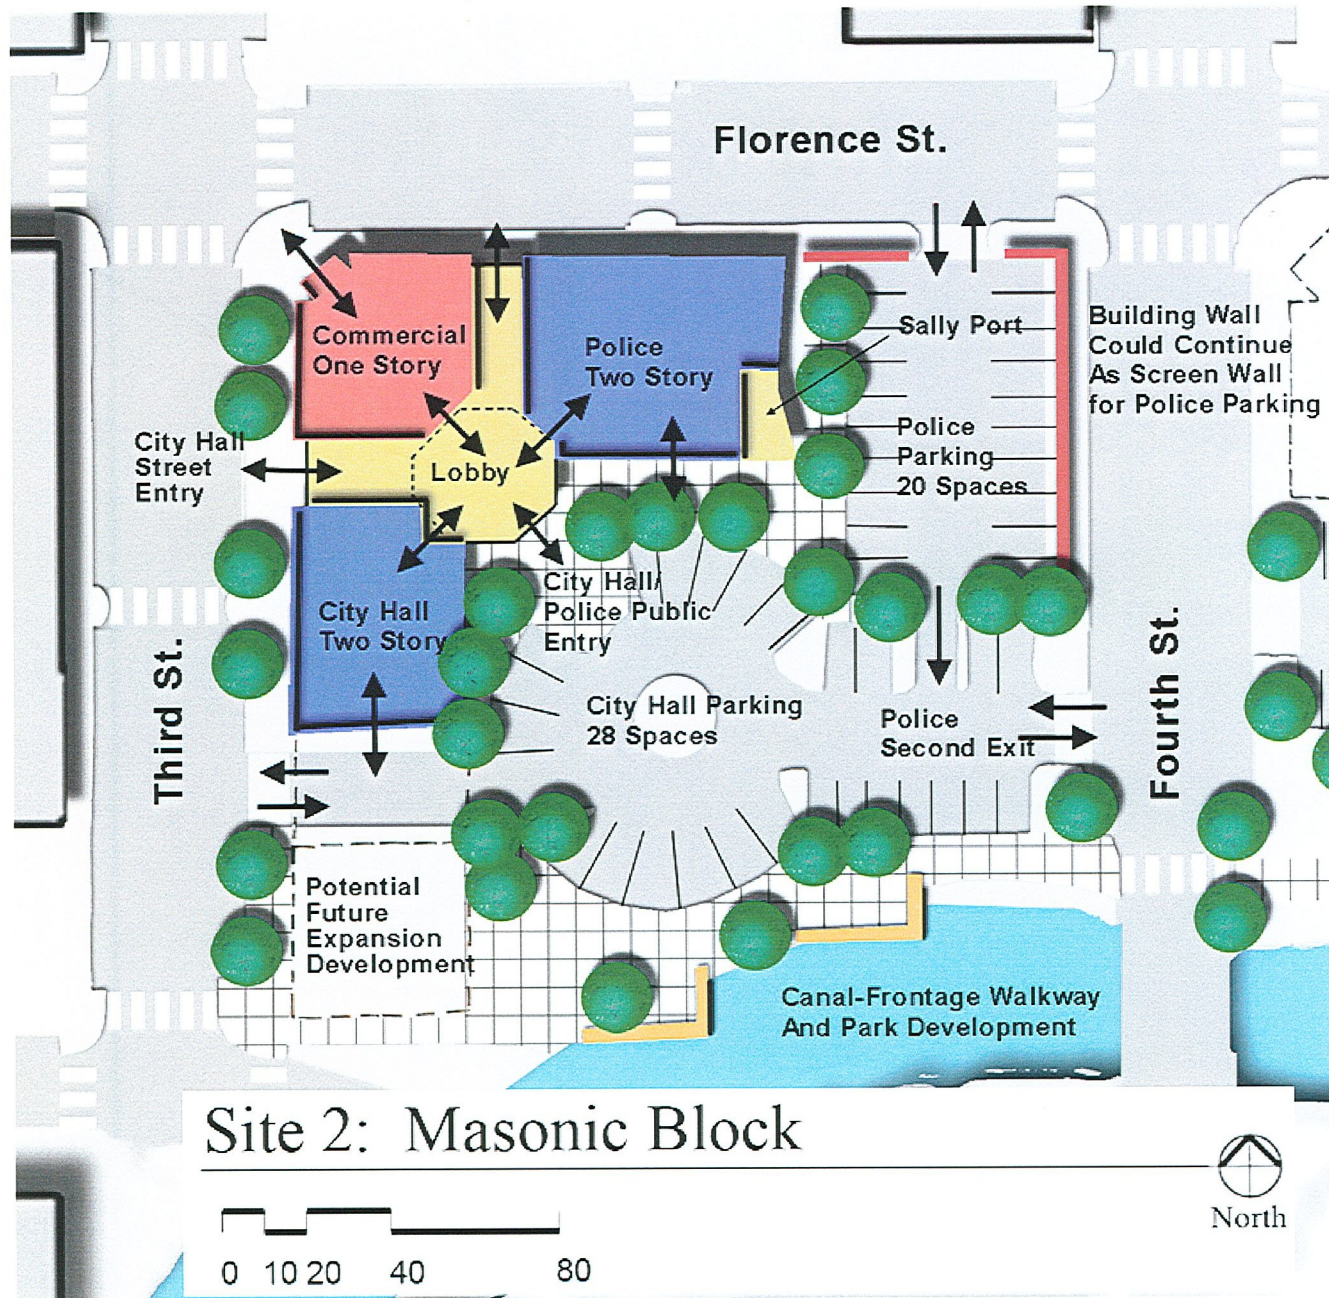 Florence St.
Commercial
One Story
Police
Two Story
Sally Port
Building Wall
Could Continue
As Screen Wall
for Police Parking
City Hall
Street
Entry
Lobby
Police
Parking
20 Spaces
City Hall
Two Story
City Hall/
Police Public
Entry
Third St.
City Hall Parking
28 Spaces
Police
Second Exit
Fourth St.
Potential
Future
Expansion
Development
Canal-Frontage Walkway
And Park Development
Site 2: Masonic Block
North
0 10 20 40 80